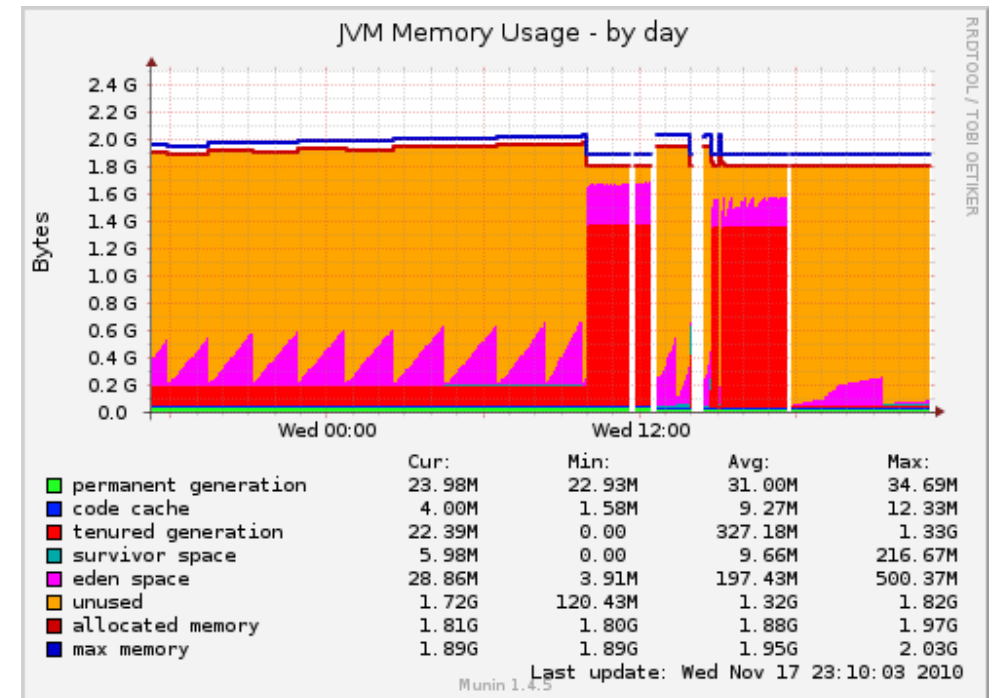 JVM Memory Usage - by day
RRDTOOL / TOBI OETIKER
Bytes
2.4 G
2.2 G
2.0 G
1.8 G
1.6 G
1.4 G
1.2 G
1.0 G
0.8 G
0.6 G
0.4 G
0.2 G
0.0
Wed 00:00 Wed 12:00
Cur: Min: Avg: Max:
permanent generation 23.98M 22.93M 31.00M 34.69M
code cache 4.00M 1.58M 9.27M 12.33M
tenured generation 22.39M 0.00 327.18M 1.33G
survivor space 5.98M 0.00 9.66M 216.67M
eden space 28.86M 3.91M 197.43M 500.37M
unused 1.72G 120.43M 1.32G 1.82G
allocated memory 1.81G 1.80G 1.88G 1.97G
max memory 1.89G 1.89G 1.95G 2.03G
Last update: Wed Nov 17 23:10:03 2010
Munin 1.4.5